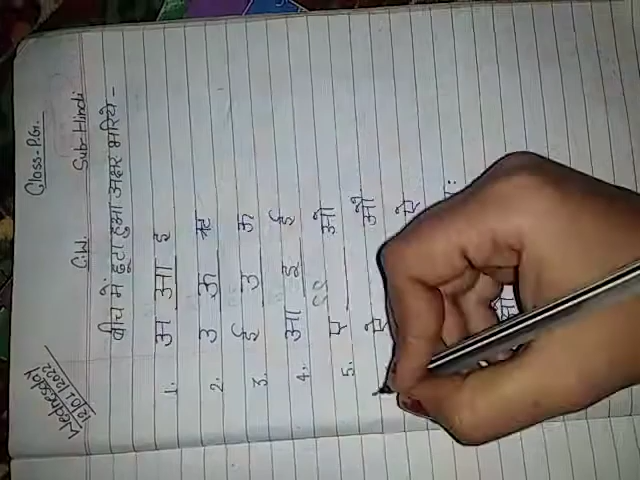 Class- P.G.
Wednesday
12/01/2022
C.W.
Sub- Hindi
बीच में छूटा हुआ अक्षर भरिये -
1. अ आ इ
2. उ ऊ ऋ
3. ई उ ऊ
4. आ इ ई
5. ए ओ
ऐ औ
ऐ